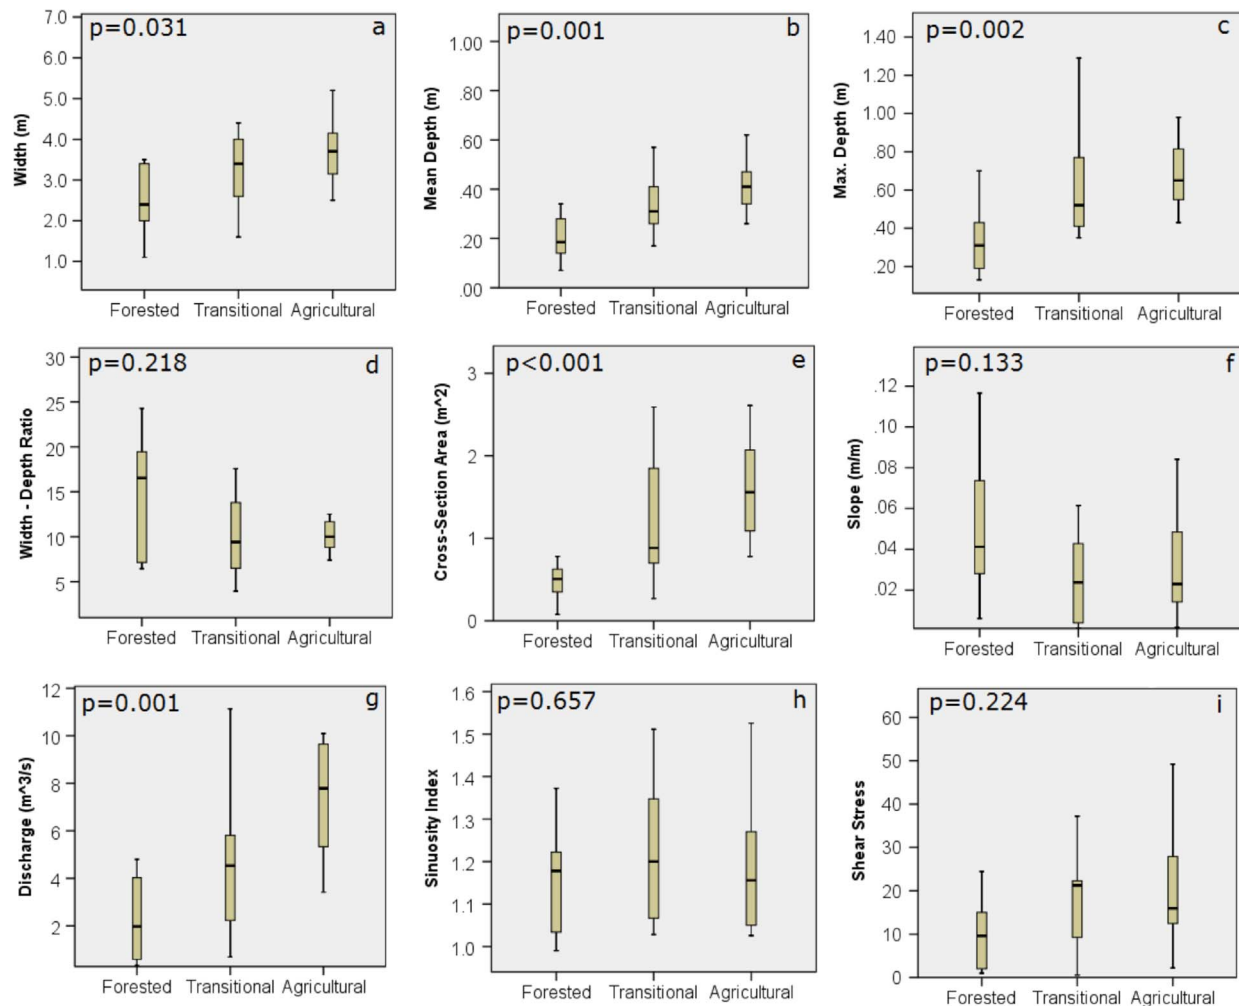 p=0.031
a
Width (m)
7.0
6.0
5.0
4.0
3.0
2.0
1.0
Forested Transitional Agricultural
p=0.001
b
Mean Depth (m)
1.00
.80
.60
.40
.20
.00
Forested Transitional Agricultural
p=0.002
c
Max. Depth (m)
1.40
1.20
1.00
.80
.60
.40
.20
Forested Transitional Agricultural
p=0.218
d
Width - Depth Ratio
30
25
20
15
10
5
Forested Transitional Agricultural
p<0.001
e
Cross-Section Area (m^2)
3
2
1
0
Forested Transitional Agricultural
p=0.133
f
Slope (m/m)
.12
.10
.08
.06
.04
.02
Forested Transitional Agricultural
p=0.001
g
Discharge (m^3/s)
12
10
8
6
4
2
Forested Transitional Agricultural
p=0.657
h
Sinuosity Index
1.6
1.5
1.4
1.3
1.2
1.1
1.0
Forested Transitional Agricultural
p=0.224
i
Shear Stress
60
50
40
30
20
10
0
Forested Transitional Agricultural